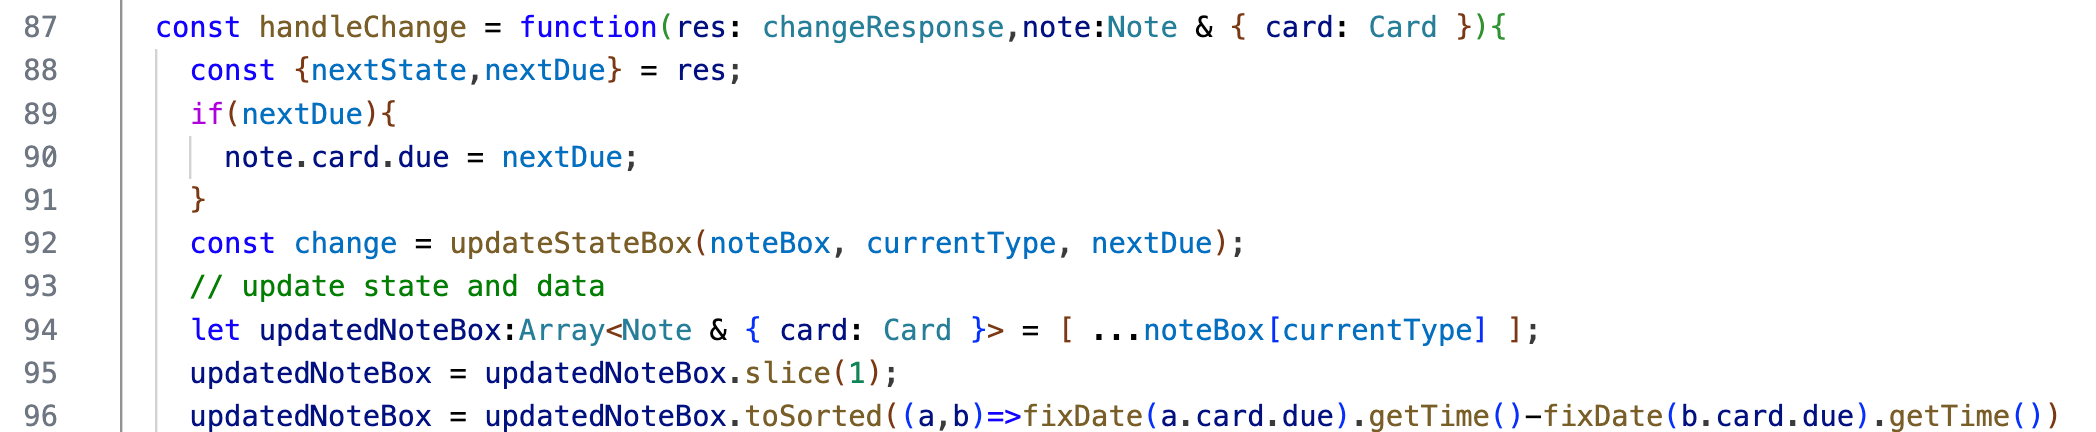 87 const handleChange = function(res: changeResponse,note:Note & { card: Card }){
88 const {nextState,nextDue} = res;
89 if(nextDue){
90 note.card.due = nextDue;
91 }
92 const change = updateStateBox(noteBox, currentType, nextDue);
93 // update state and data
94 let updatedNoteBox:Array<Note & { card: Card }> = [ ...noteBox[currentType] ];
95 updatedNoteBox = updatedNoteBox.slice(1);
96 updatedNoteBox = updatedNoteBox.toSorted((a,b)=>fixDate(a.card.due).getTime()-fixDate(b.card.due).getTime())